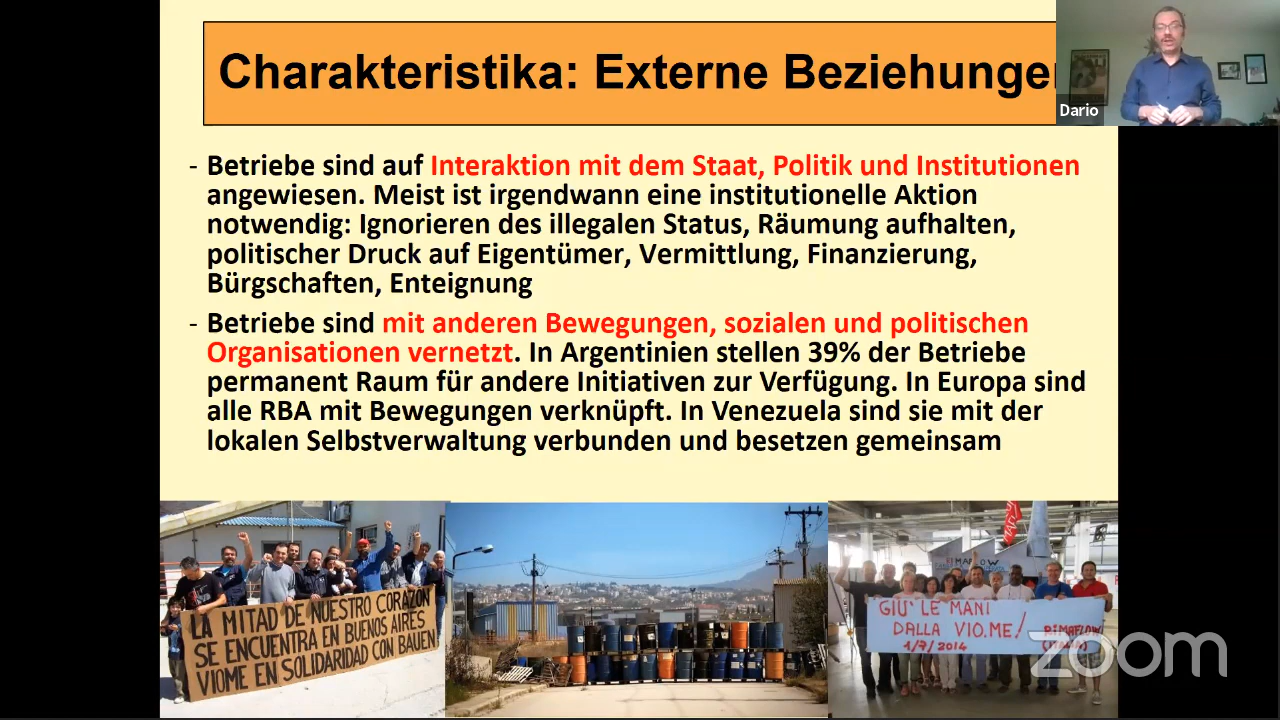 Charakteristika: Externe Beziehungen
Dario
- Betriebe sind auf Interaktion mit dem Staat, Politik und Institutionen
angewiesen. Meist ist irgendwann eine institutionelle Aktion
notwendig: Ignorieren des illegalen Status, Räumung aufhalten,
politischer Druck auf Eigentümer, Vermittlung, Finanzierung,
Bürgschaften, Enteignung
- Betriebe sind mit anderen Bewegungen, sozialen und politischen
Organisationen vernetzt. In Argentinien stellen 39% der Betriebe
permanent Raum für andere Initiativen zur Verfügung. In Europa sind
alle RBA mit Bewegungen verknüpft. In Venezuela sind sie mit der
lokalen Selbstverwaltung verbunden und besetzen gemeinsam
LA MITAD DE NUESTRO CORAZON
SE ENCUENTRA EN BUENOS AIRES
VIOME EN SOLIDARIDAD CON BAUEN
RiMAFLOW
GIU' LE MANI
DALLA VIO.ME!
1/7/2014
RiMAFLOW
(ITALIA)
zoom